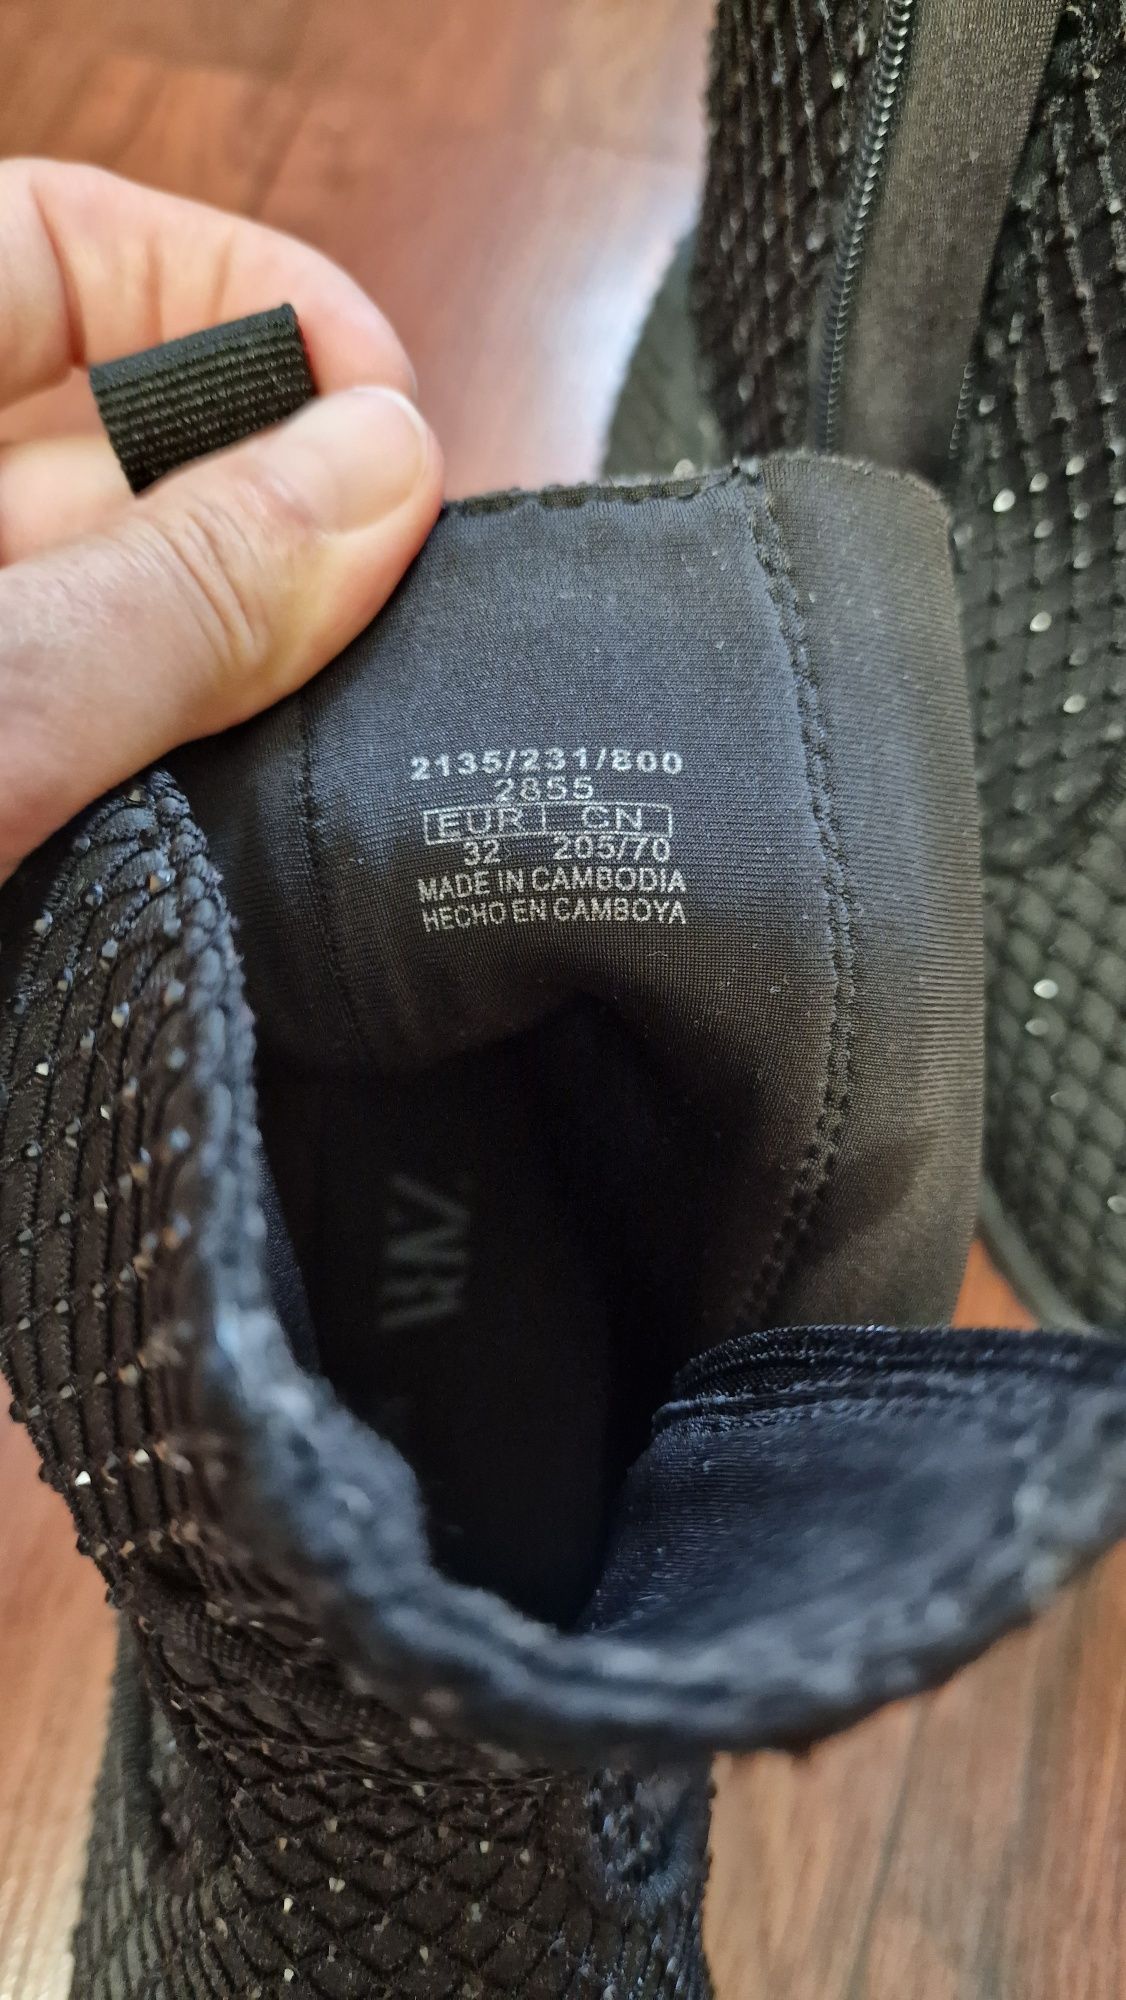 2135/231/800
2855
EUR CN
32 205/70
MADE IN CAMBODIA
HECHO EN CAMBOYA